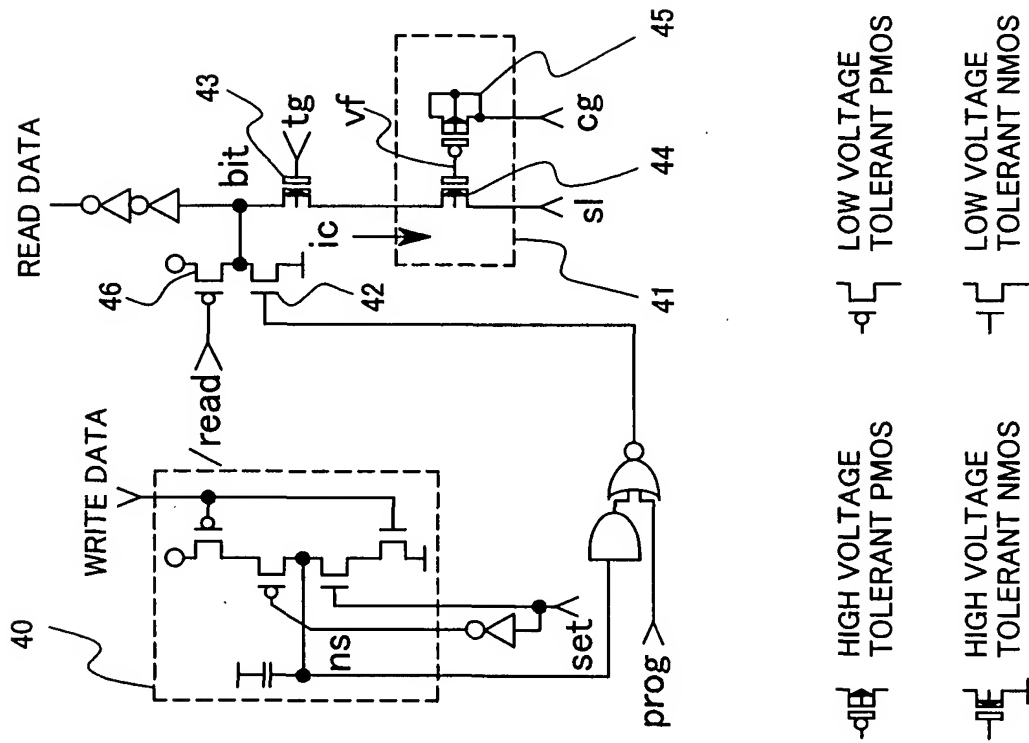 READ DATA
43
bit
tg
45
vf
46
ic
cg
42
44
sl
41
/read
WRITE DATA
40
ns
set
prog
HIGH VOLTAGE
TOLERANT PMOS
LOW VOLTAGE
TOLERANT PMOS
HIGH VOLTAGE
TOLERANT NMOS
LOW VOLTAGE
TOLERANT NMOS